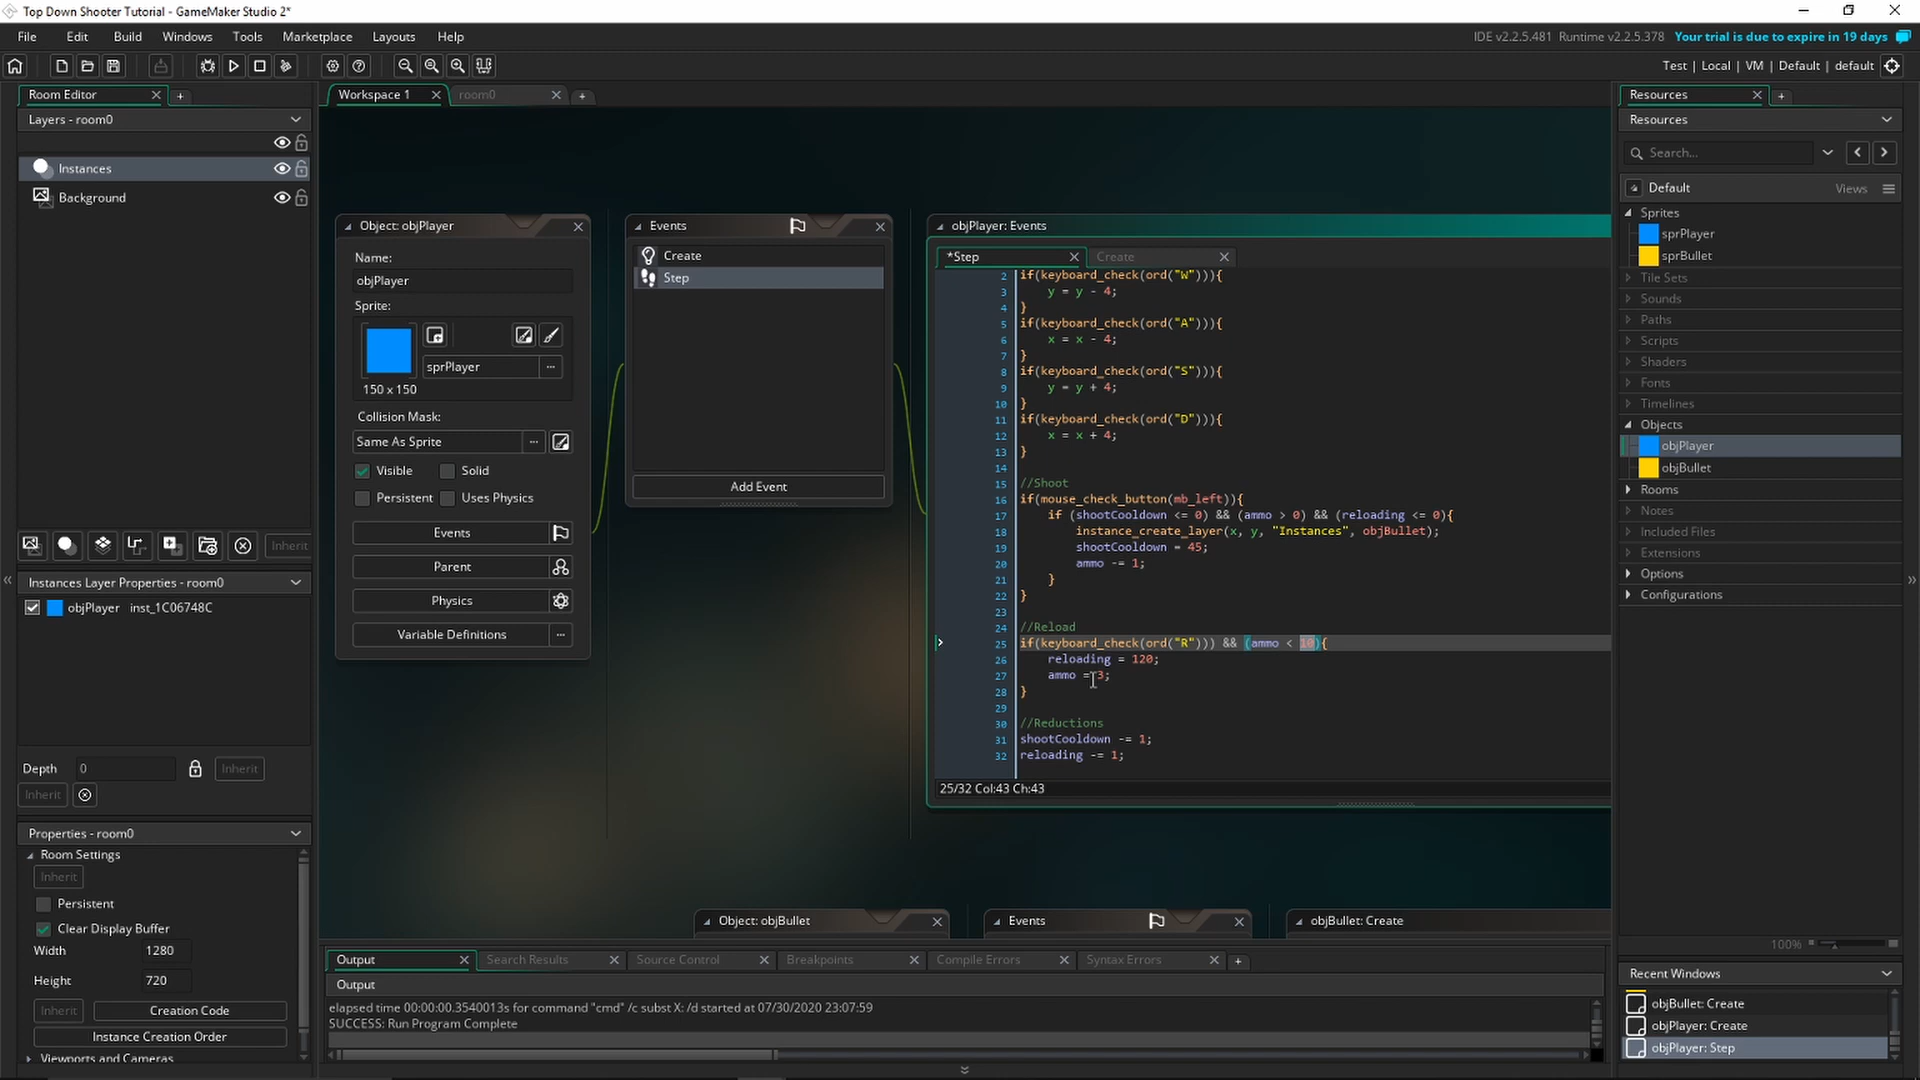 Top Down Shooter Tutorial - GameMaker Studio 2*
File Edit Build Windows Tools Marketplace Layouts Help
IDE v2.2.5.481 Runtime v2.2.5.378 Your trial is due to expire in 19 days
Test | Local | VM | Default | default
Room Editor
Layers - room0
Instances
Background
Inherit
Instances Layer Properties - room0
objPlayer inst_1C06748C
Depth 0 Inherit
Inherit
Properties - room0
Room Settings
Inherit
Persistent
Clear Display Buffer
Width 1280
Height 720
Inherit Creation Code
Instance Creation Order
Viewports and Cameras
Workspace 1 room0
Object: objPlayer
Name:
objPlayer
Sprite:
sprPlayer
150 x 150
Collision Mask:
Same As Sprite
Visible Solid
Persistent Uses Physics
Events
Parent
Physics
Variable Definitions
Events
Create
Step
Add Event
objPlayer: Events
*Step Create
2 if(keyboard_check(ord("W"))){
3 y = y - 4;
4 }
5 if(keyboard_check(ord("A"))){
6 x = x - 4;
7 }
8 if(keyboard_check(ord("S"))){
9 y = y + 4;
10 }
11 if(keyboard_check(ord("D"))){
12 x = x + 4;
13 }
14
15 //Shoot
16 if(mouse_check_button(mb_left)){
17 if (shootCooldown <= 0) && (ammo > 0) && (reloading <= 0){
18 instance_create_layer(x, y, "Instances", objBullet);
19 shootCooldown = 45;
20 ammo -= 1;
21 }
22 }
23
24 //Reload
25 if(keyboard_check(ord("R"))) && (ammo < 10){
26 reloading = 120;
27 ammo = 3;
28 }
29
30 //Reductions
31 shootCooldown -= 1;
32 reloading -= 1;
25/32 Col:43 Ch:43
Object: objBullet
Events
objBullet: Create
Output Search Results Source Control Breakpoints Compile Errors Syntax Errors
Output
elapsed time 00:00:00.3540013s for command "cmd" /c subst X: /d started at 07/30/2020 23:07:59
SUCCESS: Run Program Complete
Resources
Resources
Search...
Default Views
Sprites
sprPlayer
sprBullet
Tile Sets
Sounds
Paths
Scripts
Shaders
Fonts
Timelines
Objects
objPlayer
objBullet
Rooms
Notes
Included Files
Extensions
Options
Configurations
100%
Recent Windows
objBullet: Create
objPlayer: Create
objPlayer: Step